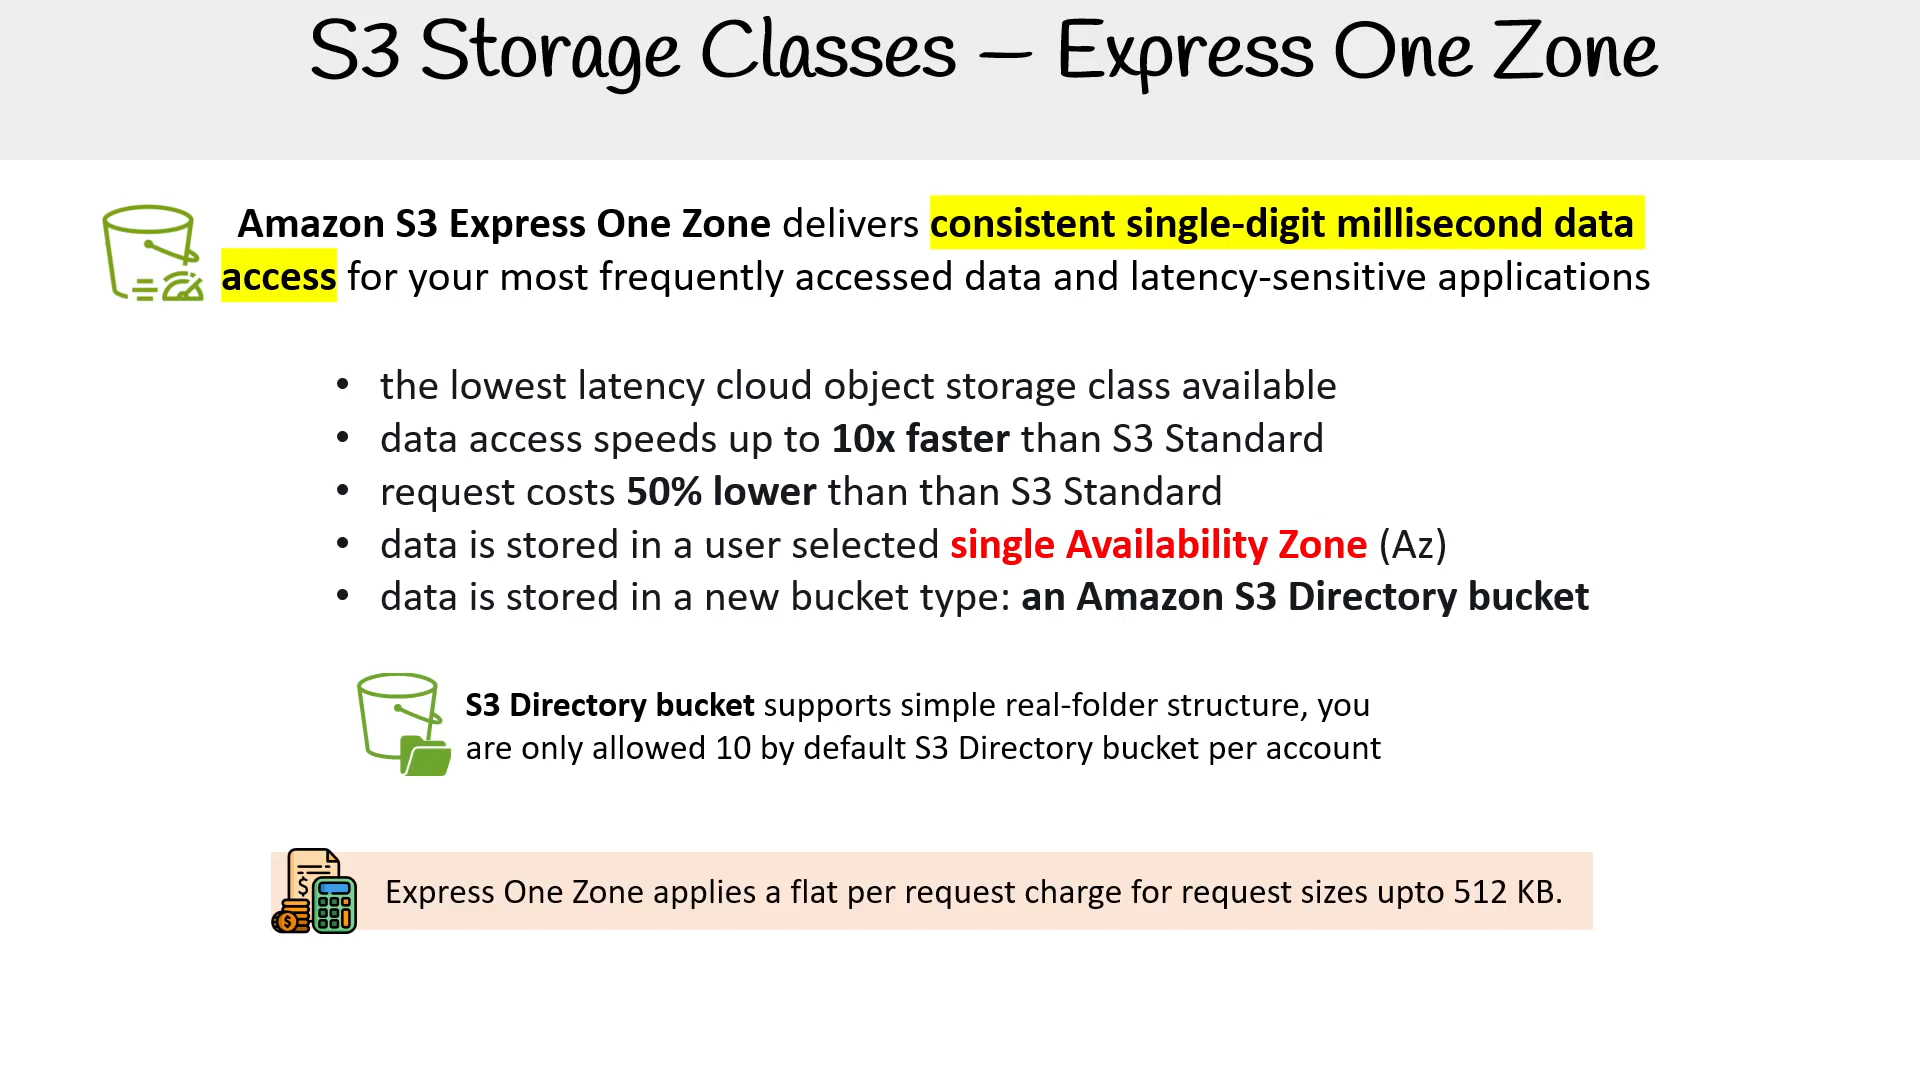 S3 Storage Classes – Express One Zone
Amazon S3 Express One Zone delivers consistent single-digit millisecond data
access for your most frequently accessed data and latency-sensitive applications
• the lowest latency cloud object storage class available
• data access speeds up to 10x faster than S3 Standard
• request costs 50% lower than than S3 Standard
• data is stored in a user selected single Availability Zone (Az)
• data is stored in a new bucket type: an Amazon S3 Directory bucket
S3 Directory bucket supports simple real-folder structure, you
are only allowed 10 by default S3 Directory bucket per account
Express One Zone applies a flat per request charge for request sizes upto 512 KB.